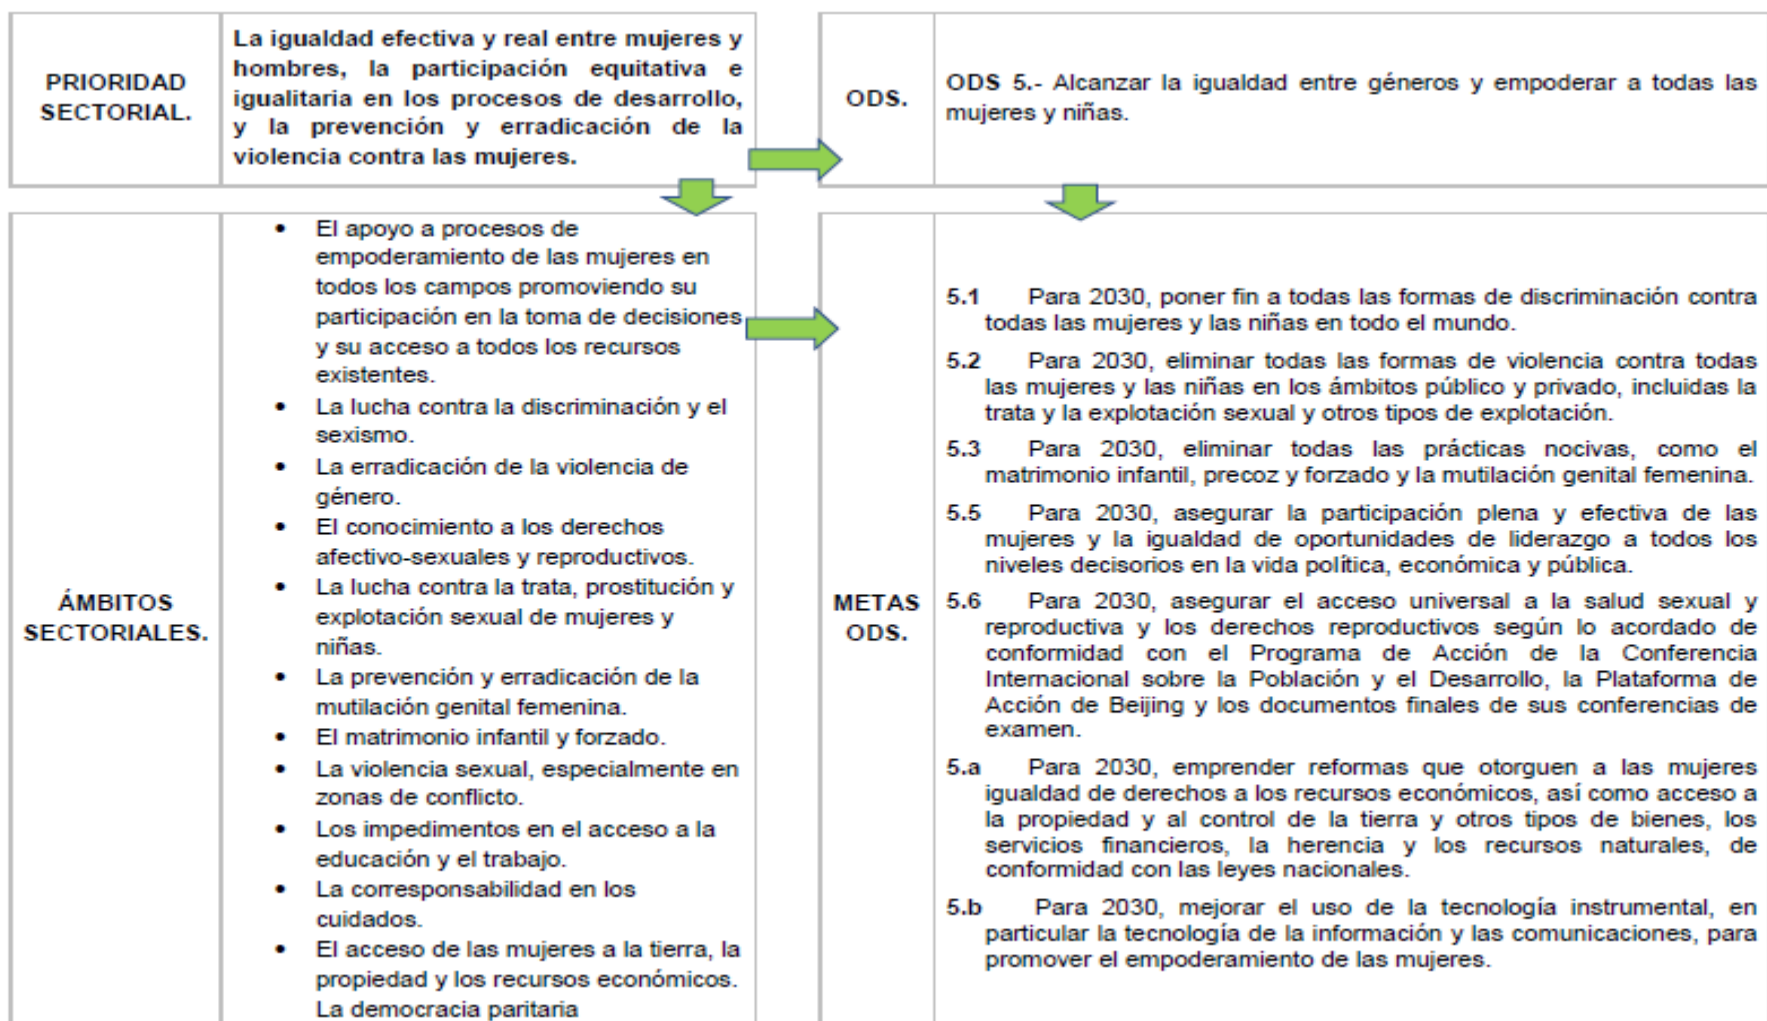 PRIORIDAD
SECTORIAL.
La igualdad efectiva y real entre mujeres y
hombres, la participación equitativa e
igualitaria en los procesos de desarrollo,
y la prevención y erradicación de la
violencia contra las mujeres.
ODS.
ODS 5.- Alcanzar la igualdad entre géneros y empoderar a todas las
mujeres y niñas.
ÁMBITOS
SECTORIALES.
• El apoyo a procesos de
empoderamiento de las mujeres en
todos los campos promoviendo su
participación en la toma de decisiones
y su acceso a todos los recursos
existentes.
• La lucha contra la discriminación y el
sexismo.
• La erradicación de la violencia de
género.
• El conocimiento a los derechos
afectivo-sexuales y reproductivos.
• La lucha contra la trata, prostitución y
explotación sexual de mujeres y
niñas.
• La prevención y erradicación de la
mutilación genital femenina.
• El matrimonio infantil y forzado.
• La violencia sexual, especialmente en
zonas de conflicto.
• Los impedimentos en el acceso a la
educación y el trabajo.
• La corresponsabilidad en los
cuidados.
• El acceso de las mujeres a la tierra, la
propiedad y los recursos económicos.
La democracia paritaria
METAS
ODS.
5.1 Para 2030, poner fin a todas las formas de discriminación contra
todas las mujeres y las niñas en todo el mundo.
5.2 Para 2030, eliminar todas las formas de violencia contra todas
las mujeres y las niñas en los ámbitos público y privado, incluidas la
trata y la explotación sexual y otros tipos de explotación.
5.3 Para 2030, eliminar todas las prácticas nocivas, como el
matrimonio infantil, precoz y forzado y la mutilación genital femenina.
5.5 Para 2030, asegurar la participación plena y efectiva de las
mujeres y la igualdad de oportunidades de liderazgo a todos los
niveles decisorios en la vida política, económica y pública.
5.6 Para 2030, asegurar el acceso universal a la salud sexual y
reproductiva y los derechos reproductivos según lo acordado de
conformidad con el Programa de Acción de la Conferencia
Internacional sobre la Población y el Desarrollo, la Plataforma de
Acción de Beijing y los documentos finales de sus conferencias de
examen.
5.a Para 2030, emprender reformas que otorguen a las mujeres
igualdad de derechos a los recursos económicos, así como acceso a
la propiedad y al control de la tierra y otros tipos de bienes, los
servicios financieros, la herencia y los recursos naturales, de
conformidad con las leyes nacionales.
5.b Para 2030, mejorar el uso de la tecnología instrumental, en
particular la tecnología de la información y las comunicaciones, para
promover el empoderamiento de las mujeres.